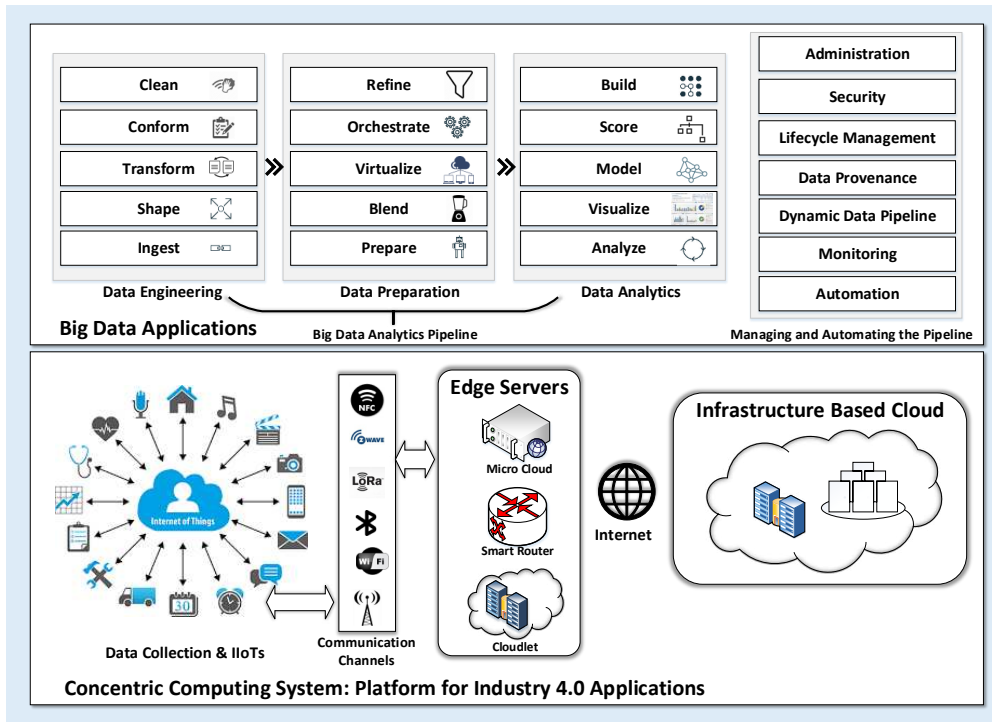 Clean
Conform
Transform
Shape
Ingest
Data Engineering
Refine
Orchestrate
Virtualize
Blend
Prepare
Data Preparation
Build
Score
Model
Visualize
Analyze
Data Analytics
Big Data Applications
Big Data Analytics Pipeline
Administration
Security
Lifecycle Management
Data Provenance
Dynamic Data Pipeline
Monitoring
Automation
Managing and Automating the Pipeline
Internet of Things
30
Data Collection & IIoTs
NFC
Z WAVE
LoRa
Wi Fi
Communication
Channels
Edge Servers
Micro Cloud
Smart Router
Cloudlet
Internet
Infrastructure Based Cloud
Concentric Computing System: Platform for Industry 4.0 Applications